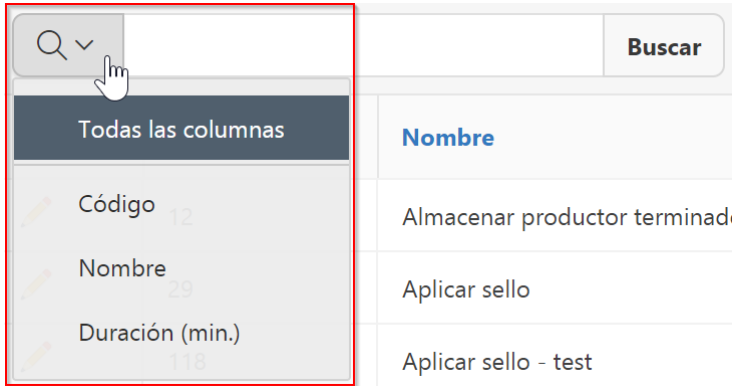 Buscar
Todas las columnas
Nombre
Código
12
Almacenar productor terminad
Nombre
29
Aplicar sello
Duración (min.)
118
Aplicar sello - test